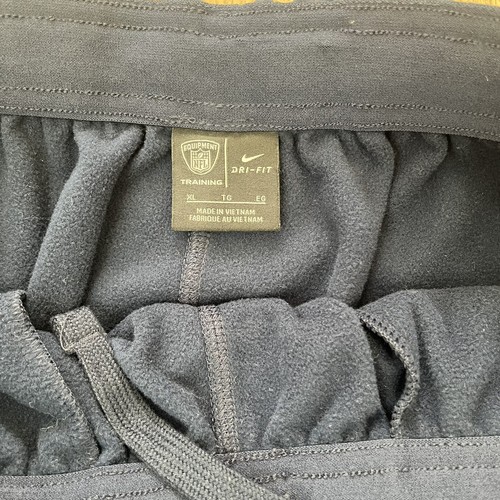 EQUIPMENT
NFL
TRAINING
DRI-FIT
XL TG EG
MADE IN VIETNAM
FABRIQUÉ AU VIETNAM